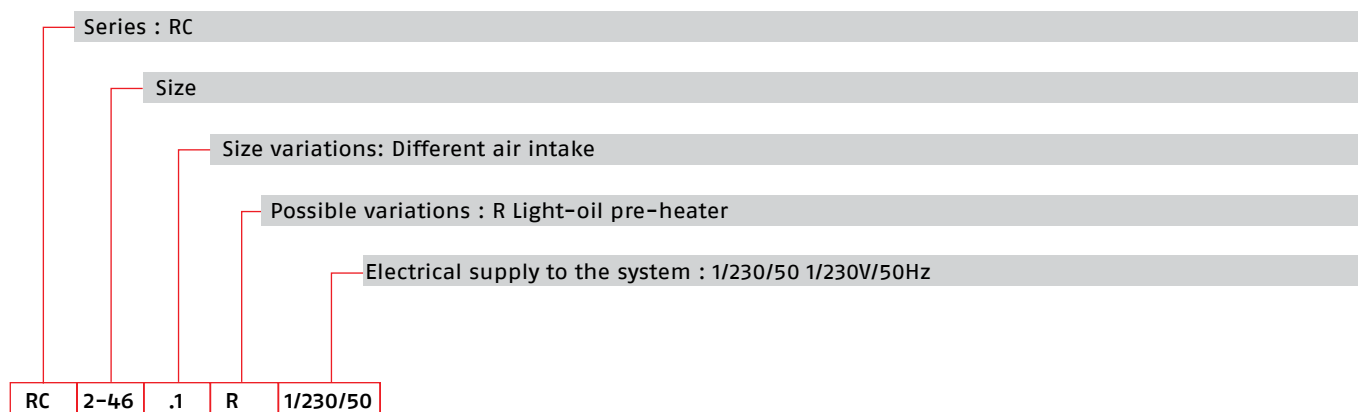 Series : RC
Size
Size variations: Different air intake
Possible variations : R Light-oil pre-heater
Electrical supply to the system : 1/230/50 1/230V/50Hz
RC 2-46 .1 R 1/230/50